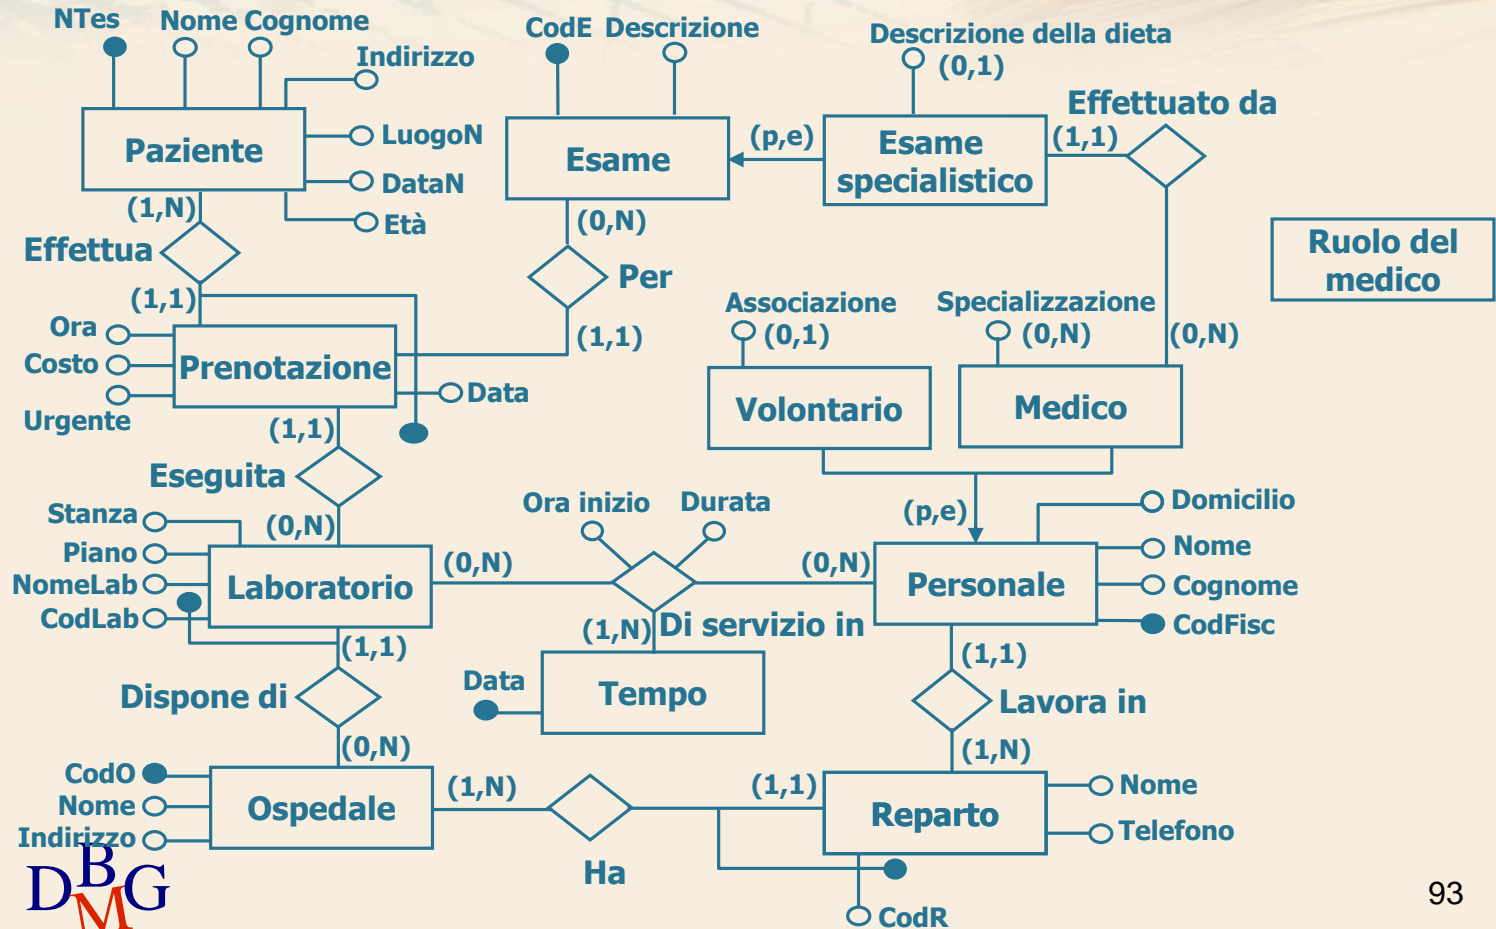 NTes
Nome Cognome
CodE Descrizione
Descrizione della dieta
(0,1)
Indirizzo
Effettuato da
Paziente
LuogoN
Esame
(p,e)
Esame
specialistico
(1,1)
DataN
(1,N)
Età
(0,N)
Ruolo del
medico
Effettua
Per
(1,1)
Associazione
(0,1)
Specializzazione
(0,N)
(0,N)
Ora
(1,1)
Costo
Prenotazione
Data
Urgente
Volontario
Medico
(1,1)
Eseguita
Ora inizio
Durata
(p,e)
Domicilio
Stanza
(0,N)
Piano
Nome
NomeLab
Laboratorio
(0,N)
(0,N)
Personale
Cognome
CodLab
CodFisc
(1,1)
(1,N)
Di servizio in
(1,1)
Dispone di
Data
Tempo
Lavora in
(0,N)
(1,N)
CodO
Nome
Ospedale
(1,N)
(1,1)
Reparto
Nome
Indirizzo
Telefono
Ha
CodR
DBMG
93